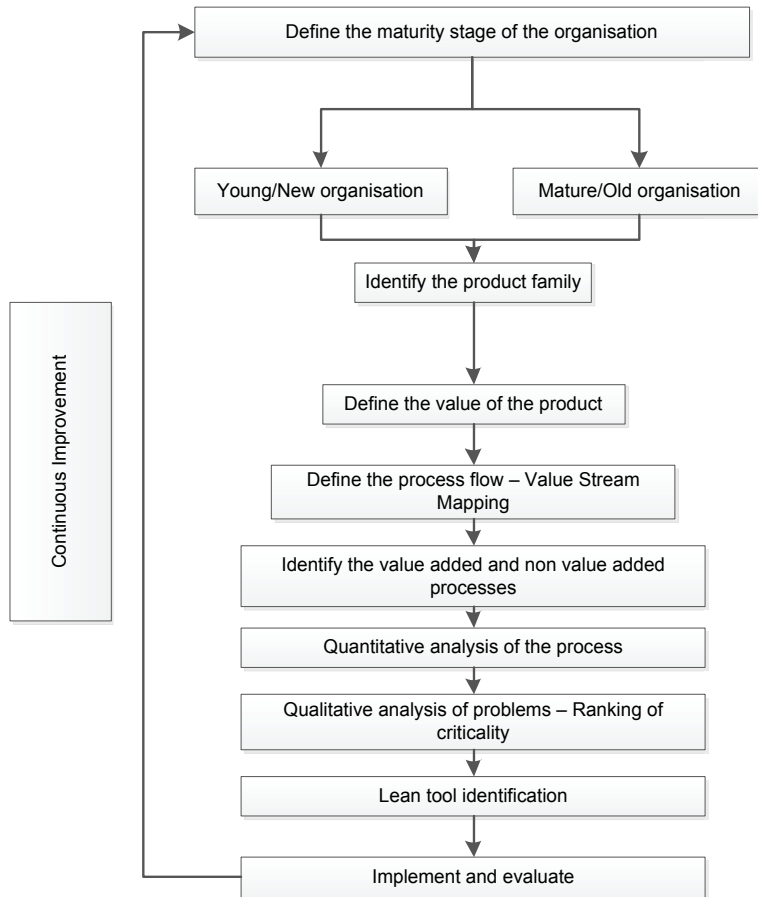 Define the maturity stage of the organisation
Young/New organisation
Mature/Old organisation
Identify the product family
Continuous Improvement
Define the value of the product
Define the process flow – Value Stream
Mapping
Identify the value added and non value added
processes
Quantitative analysis of the process
Qualitative analysis of problems – Ranking of
criticality
Lean tool identification
Implement and evaluate